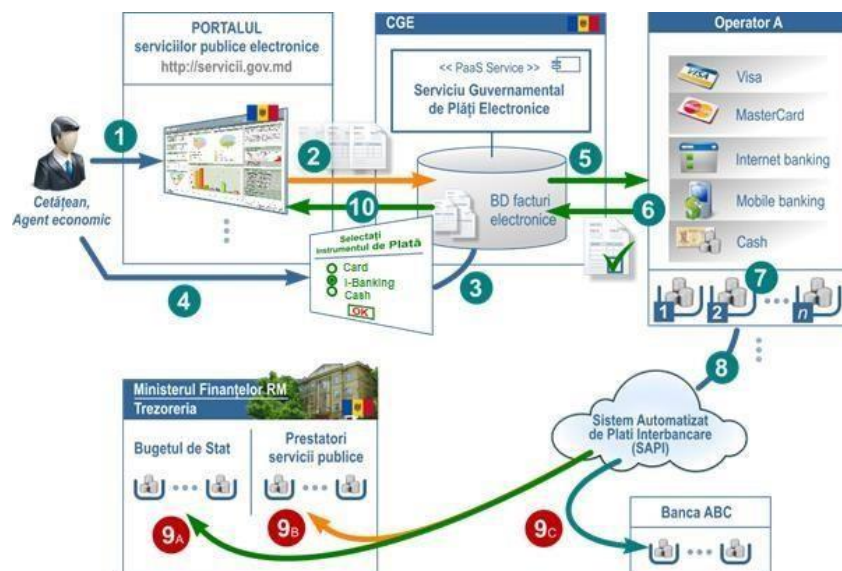 PORTALUL
serviciilor publice electronice
http://servicii.gov.md
CGE
<< PaaS Service >>
Serviciu Guvernamental
de Plăți Electronice
Operator A
VISA
Visa
MasterCard
MasterCard
Internet banking
Mobile banking
Cash
1
2
5
10
6
BD facturi
electronice
Cetățean,
Agent economic
Selectați
Instrumentul de Plată
Card
I-Banking
Cash
OK
3
4
7
1
2
n
8
Ministerul Finanțelor RM
Trezoreria
Bugetul de Stat
Prestatori
servicii publice
Sistem Automatizat
de Plati Interbancare
(SAPI)
9A
9B
9C
Banca ABC